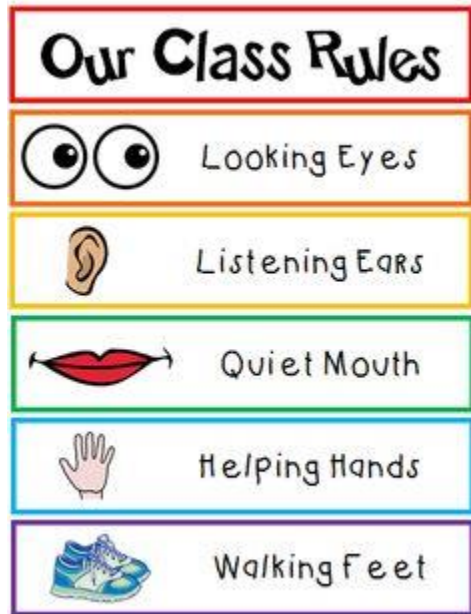 Our Class Rules
Looking Eyes
Listening Ears
Quiet Mouth
Helping Hands
Walking Feet